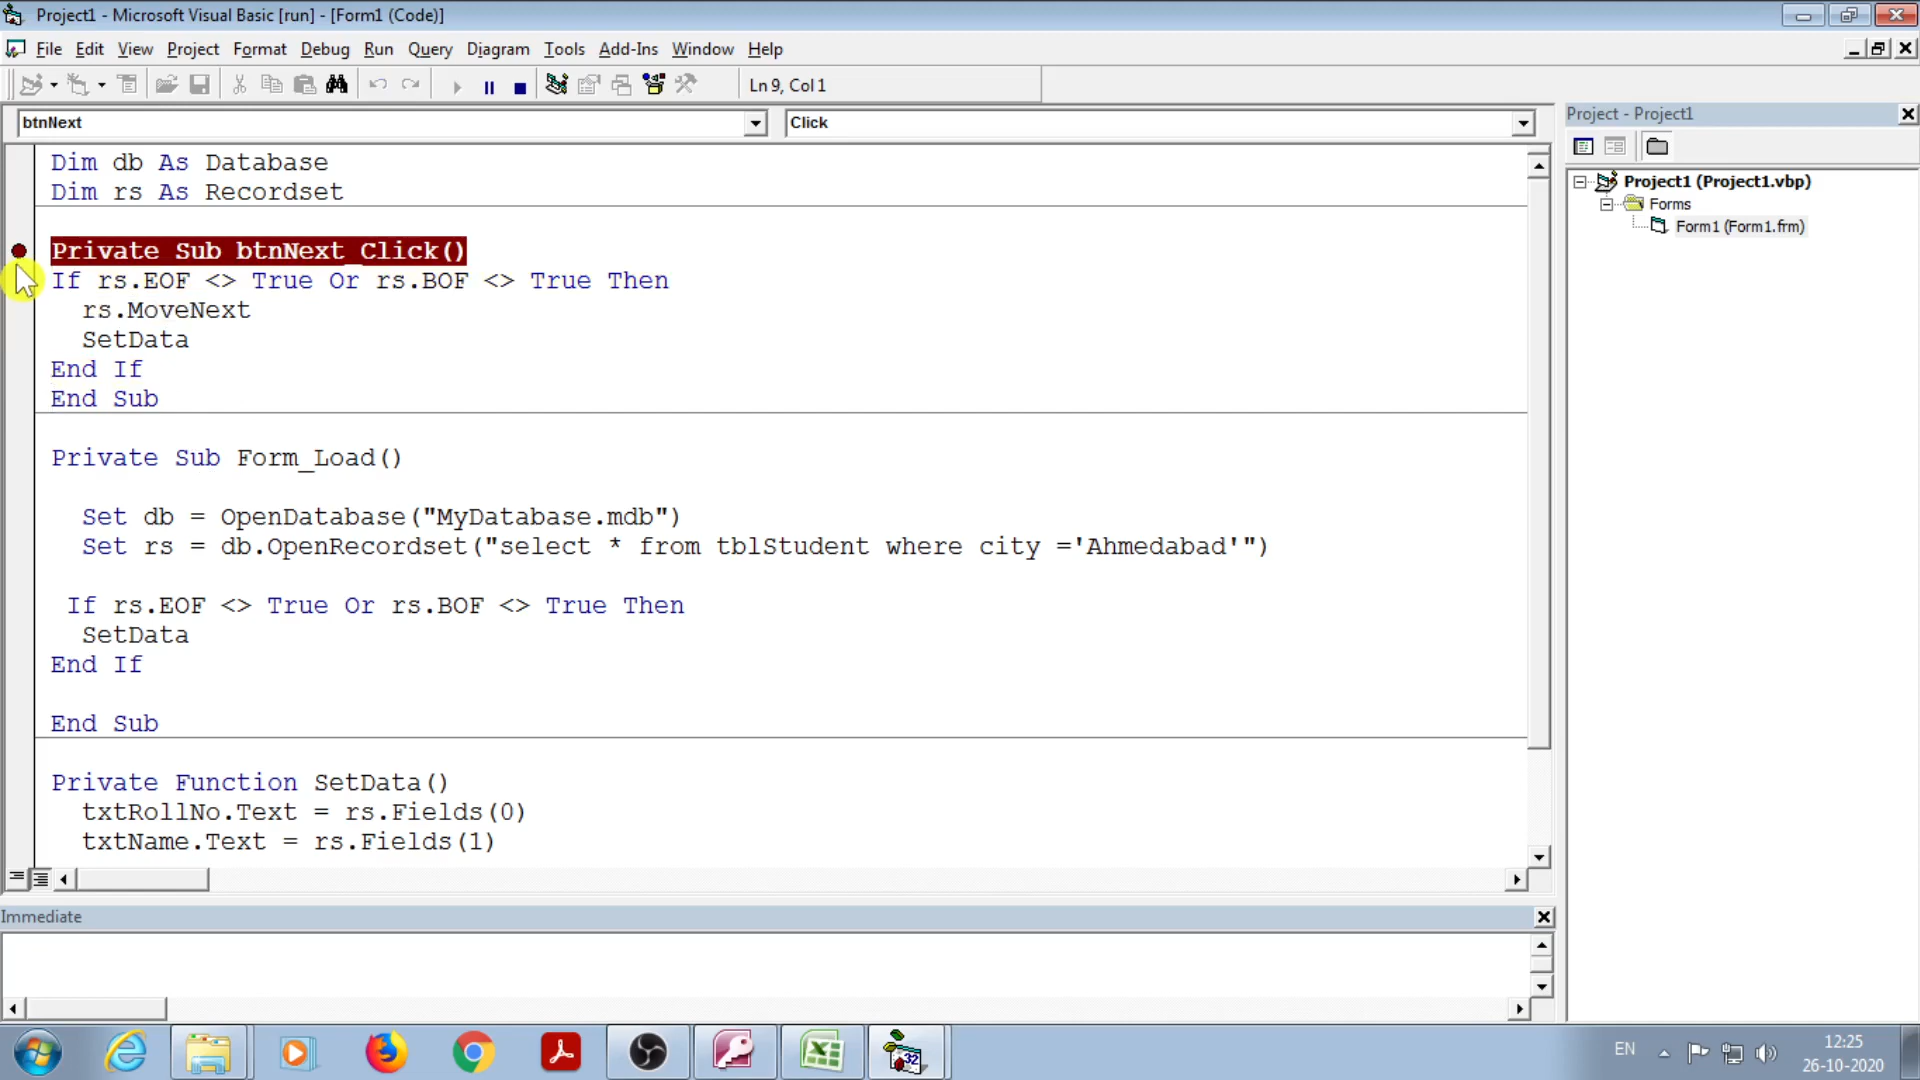 Project1 - Microsoft Visual Basic [run] - [Form1 (Code)]
File Edit View Project Format Debug Run Query Diagram Tools Add-Ins Window Help
Ln 9, Col 1
btnNext Click
Project - Project1
Project1 (Project1.vbp)
Forms
Form1 (Form1.frm)
Dim db As Database
Dim rs As Recordset
Private Sub btnNext_Click()
If rs.EOF <> True Or rs.BOF <> True Then
rs.MoveNext
SetData
End If
End Sub
Private Sub Form_Load()
Set db = OpenDatabase("MyDatabase.mdb")
Set rs = db.OpenRecordset("select * from tblStudent where city ='Ahmedabad'")
If rs.EOF <> True Or rs.BOF <> True Then
SetData
End If
End Sub
Private Function SetData()
txtRollNo.Text = rs.Fields(0)
txtName.Text = rs.Fields(1)
Immediate
32
EN
12:25
26-10-2020